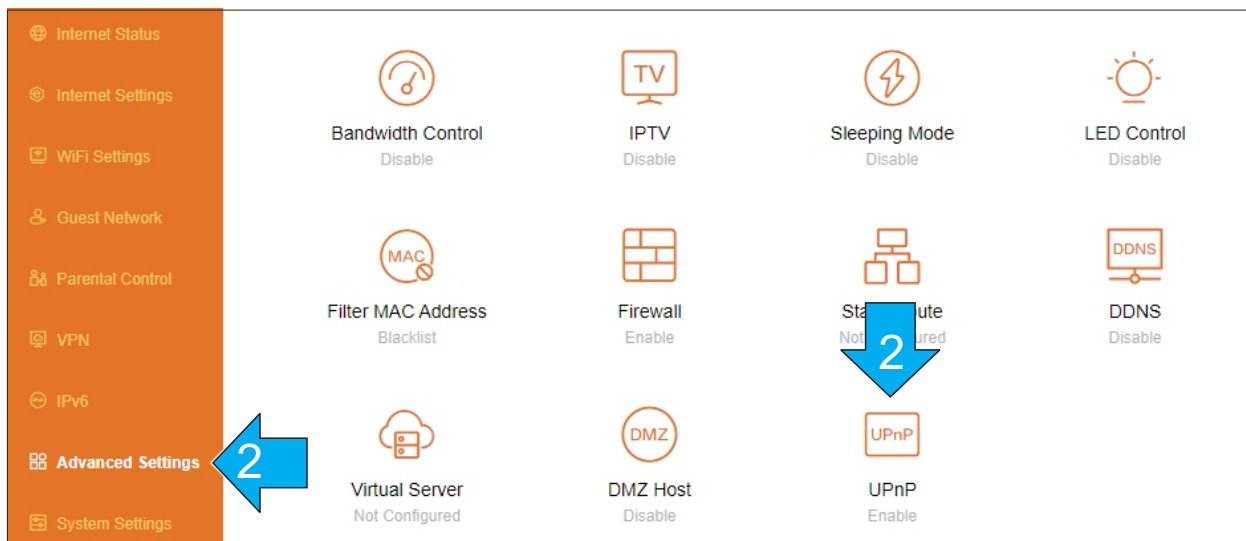 Internet Status
Internet Settings
WiFi Settings
Guest Network
Parental Control
VPN
IPv6
Advanced Settings
System Settings
2
TV
Bandwidth Control IPTV Sleeping Mode LED Control
Disable Disable Disable Disable
MAC DDNS
Filter MAC Address Firewall DDNS
Blacklist Enable Disable
2
DMZ UPnP
Virtual Server DMZ Host UPnP
Not Configured Disable Enable